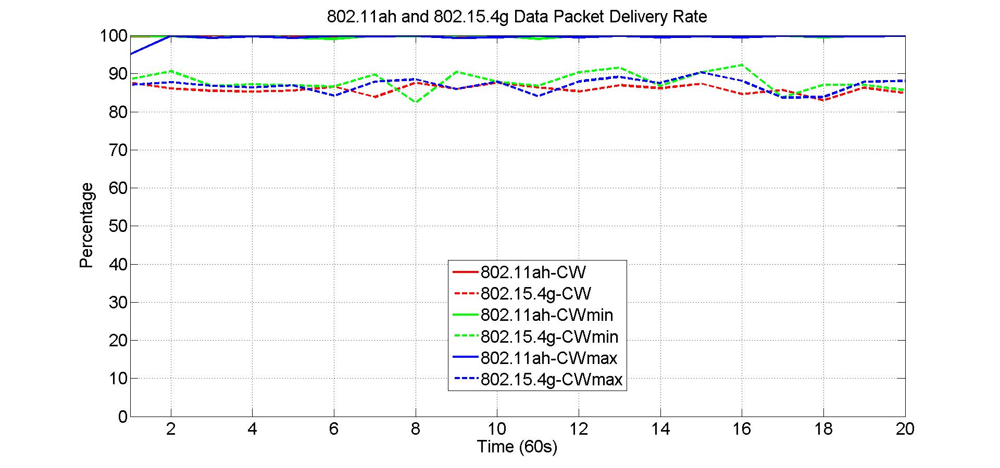 802.11ah and 802.15.4g Data Packet Delivery Rate
100
90
80
70
60
50
40
30
20
10
0
Percentage
802.11ah-CW
802.15.4g-CW
802.11ah-CWmin
802.15.4g-CWmin
802.11ah-CWmax
802.15.4g-CWmax
2 4 6 8 10 12 14 16 18 20
Time (60s)